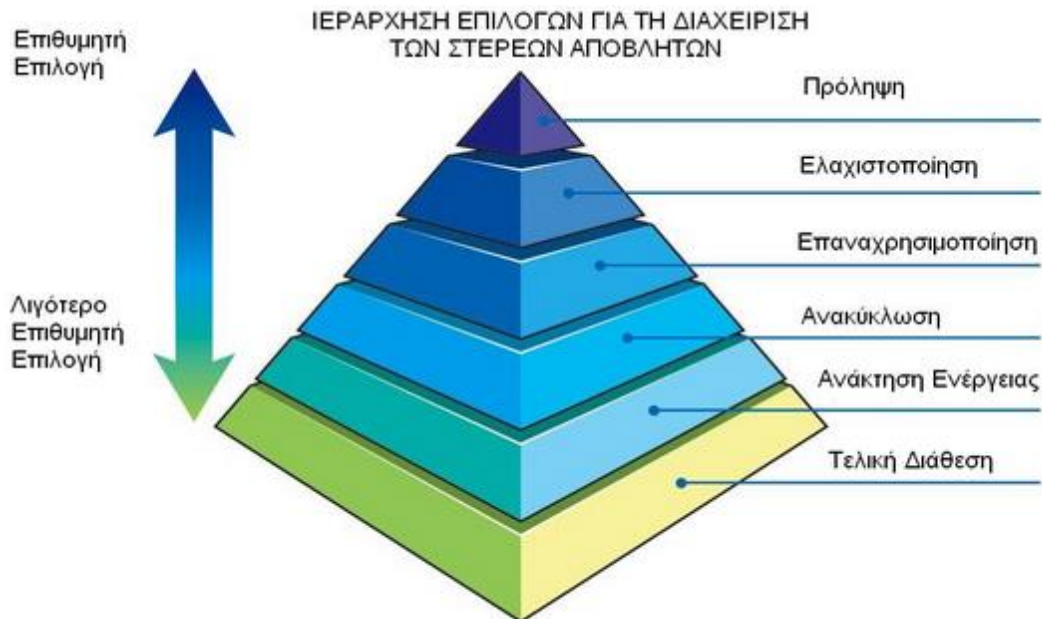 ΙΕΡΑΡΧΗΣΗ ΕΠΙΛΟΓΩΝ ΓΙΑ ΤΗ ΔΙΑΧΕΙΡΙΣΗ
ΤΩΝ ΣΤΕΡΕΩΝ ΑΠΟΒΛΗΤΩΝ
Επιθυμητή
Επιλογή
Λιγότερο
Επιθυμητή
Επιλογή
Πρόληψη
Ελαχιστοποίηση
Επαναχρησιμοποίηση
Ανακύκλωση
Ανάκτηση Ενέργειας
Τελική Διάθεση